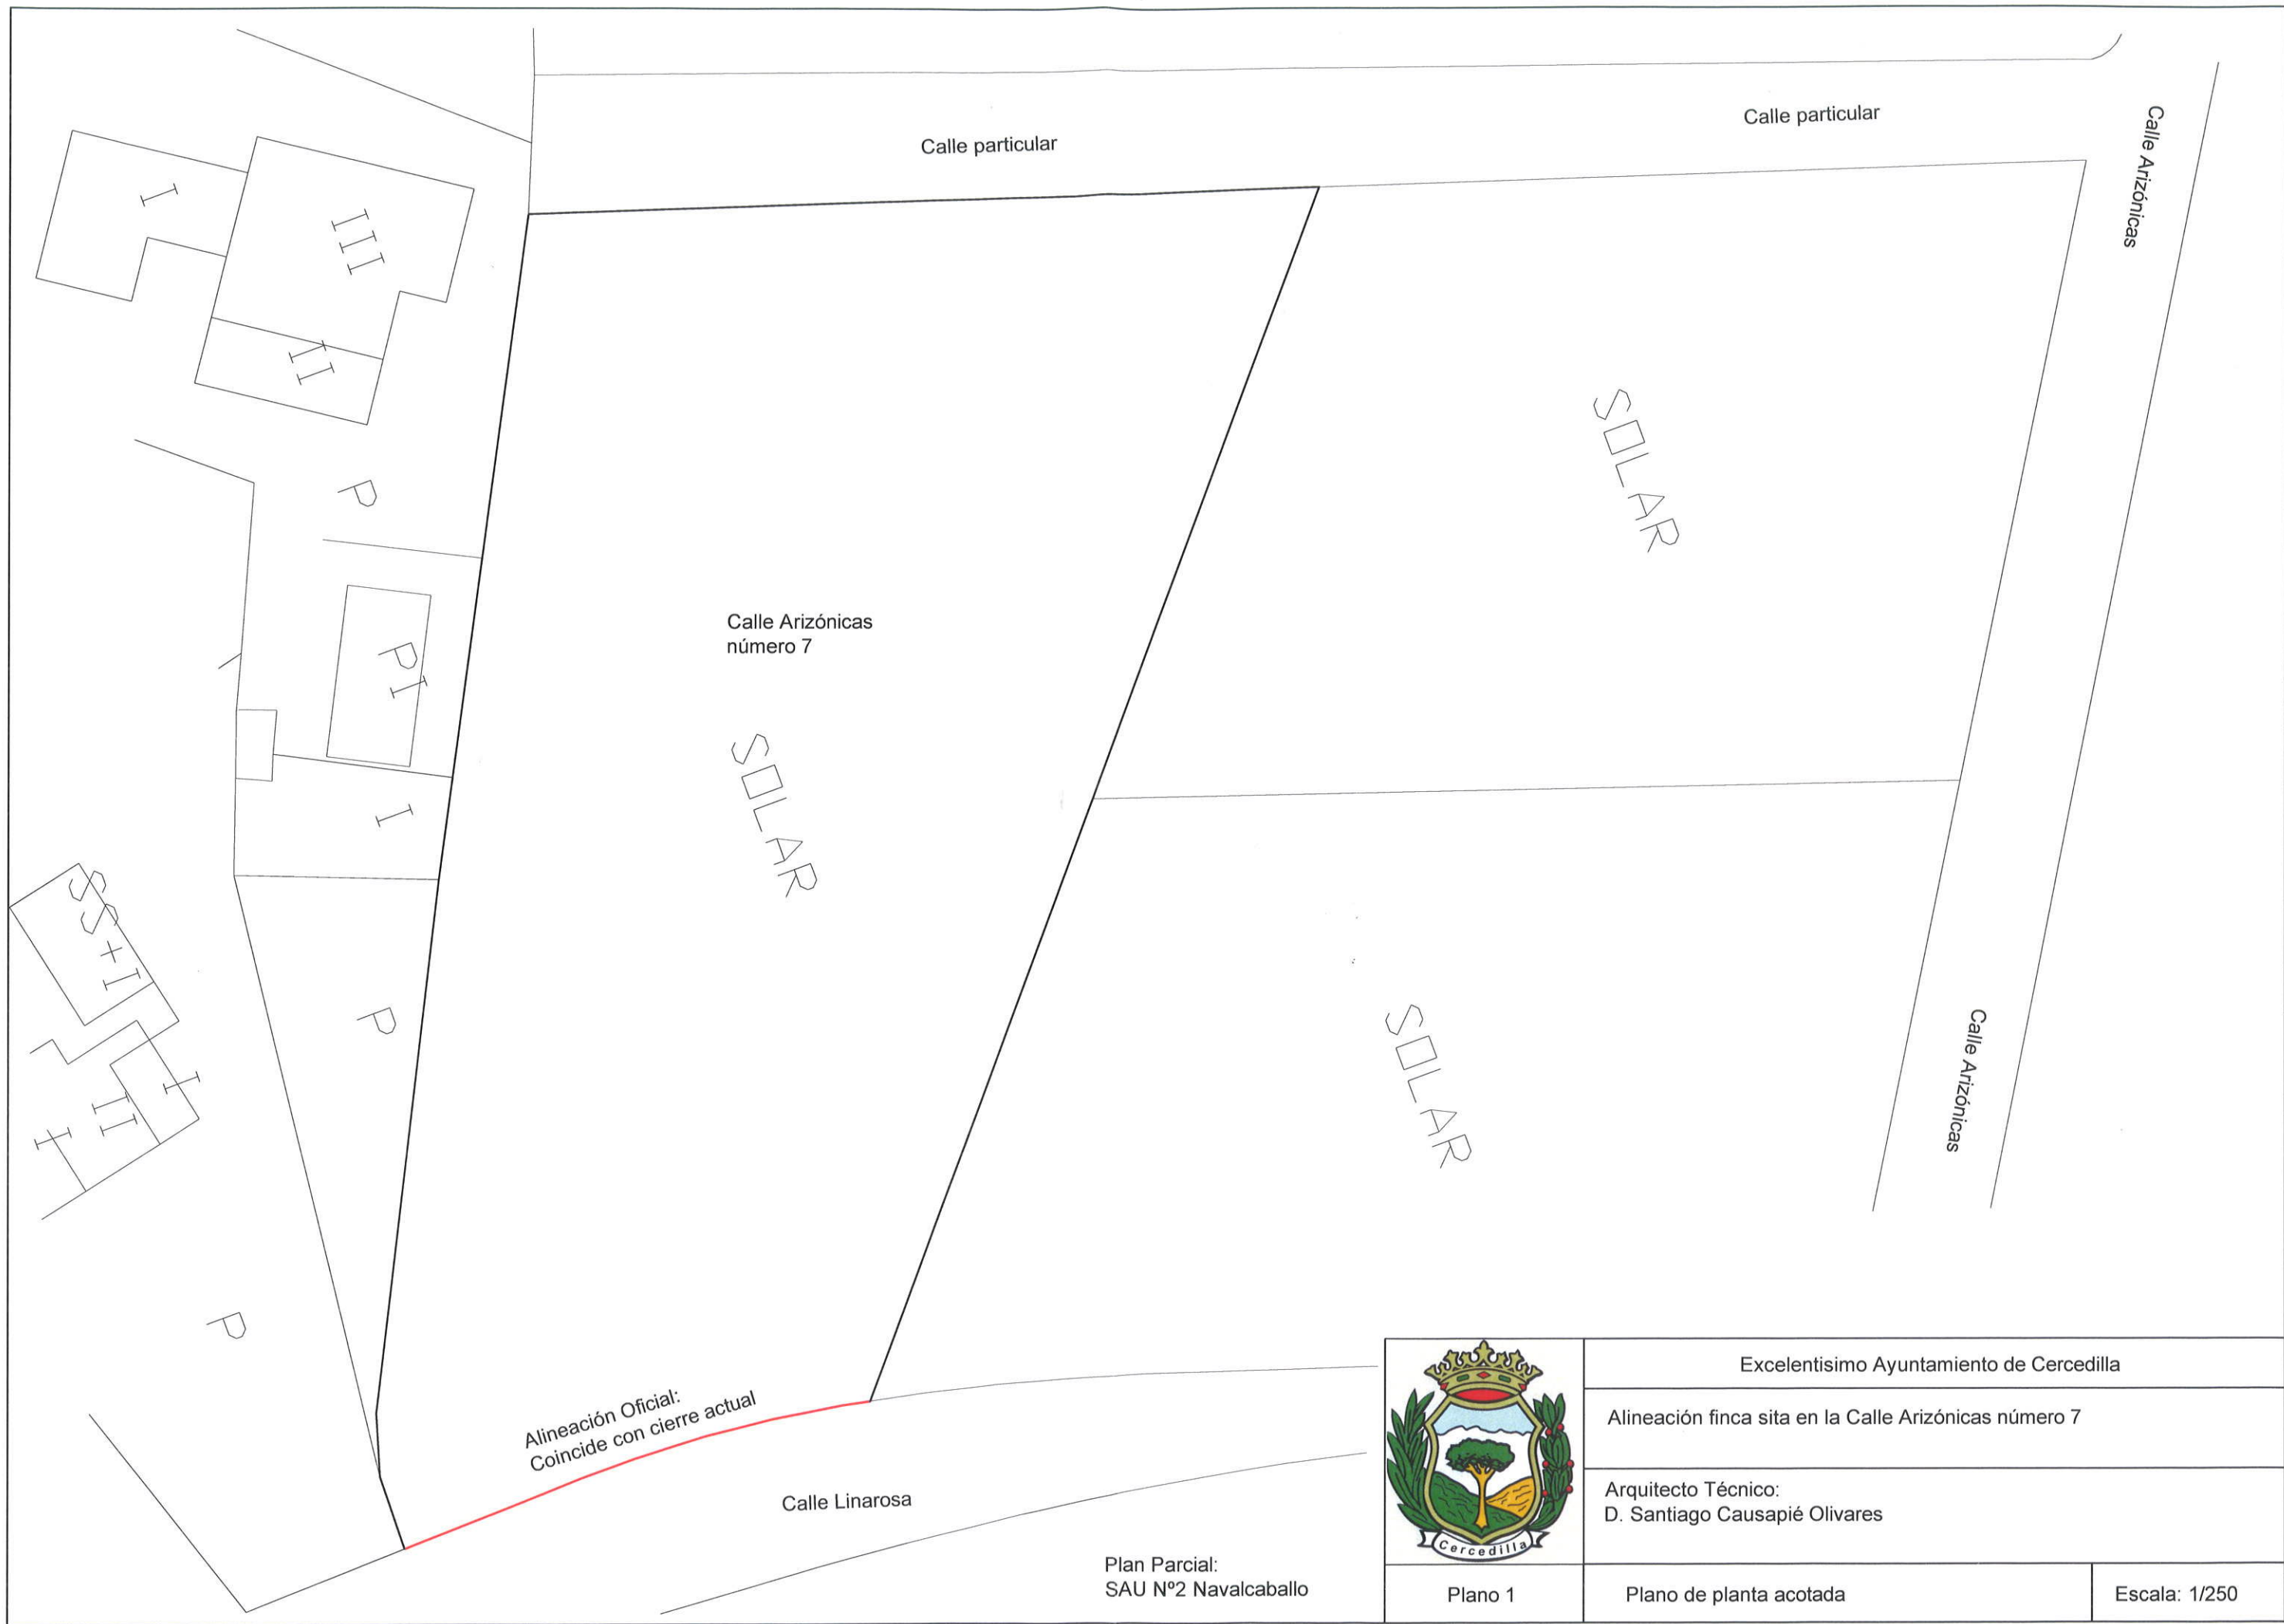 Calle particular
Calle particular
Calle Arizónicas
I
III
II
P
SOLAR
Calle Arizónicas
número 7
PI
SOLAR
I
SS+I
P
SOLAR
Calle Arizónicas
I
II
I
P
Alineación Oficial:
Coincide con cierre actual
Calle Linarosa
Plan Parcial:
SAU Nº2 Navalcaballo
Cercedilla
Excelentisimo Ayuntamiento de Cercedilla
Alineación finca sita en la Calle Arizónicas número 7
Arquitecto Técnico:
D. Santiago Causapié Olivares
Plano 1
Plano de planta acotada
Escala: 1/250